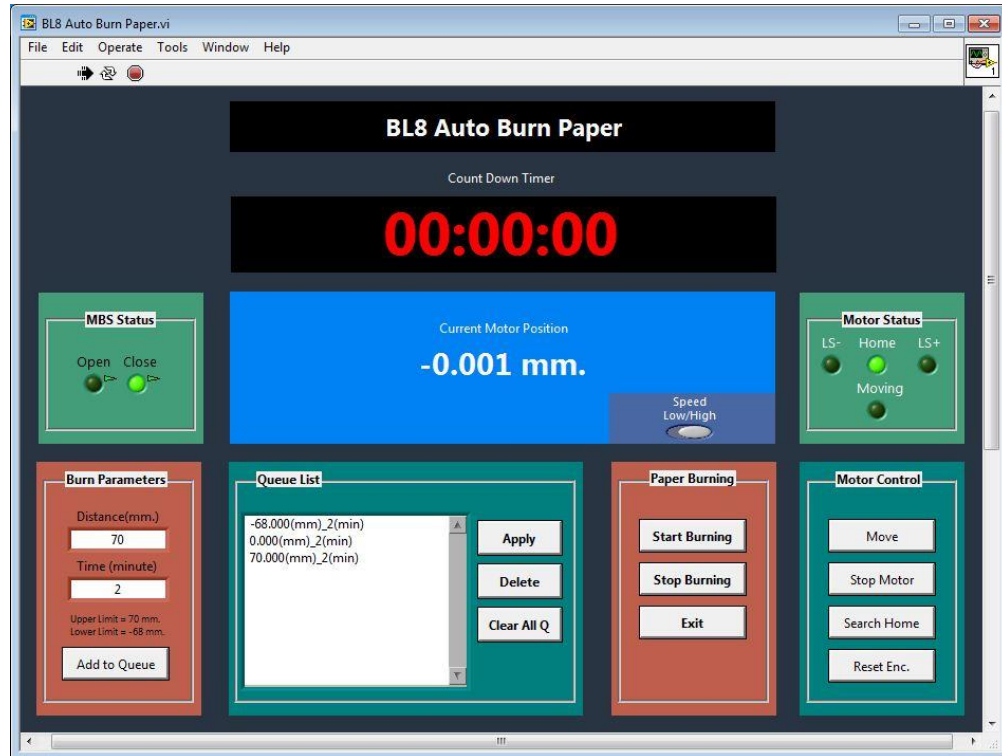 BL8 Auto Burn Paper.vi
File Edit Operate Tools Window Help
1
BL8 Auto Burn Paper
Count Down Timer
00:00:00
MBS Status
Open Close
Current Motor Position
-0.001 mm.
Speed
Low/High
Motor Status
LS- Home LS+
Moving
Burn Parameters
Distance(mm.)
70
Time (minute)
2
Upper Limit = 70 mm.
Lower Limit = -68 mm.
Add to Queue
Queue List
-68.000(mm)_2(min)
0.000(mm)_2(min)
70.000(mm)_2(min)
Apply
Delete
Clear All Q
Paper Burning
Start Burning
Stop Burning
Exit
Motor Control
Move
Stop Motor
Search Home
Reset Enc.